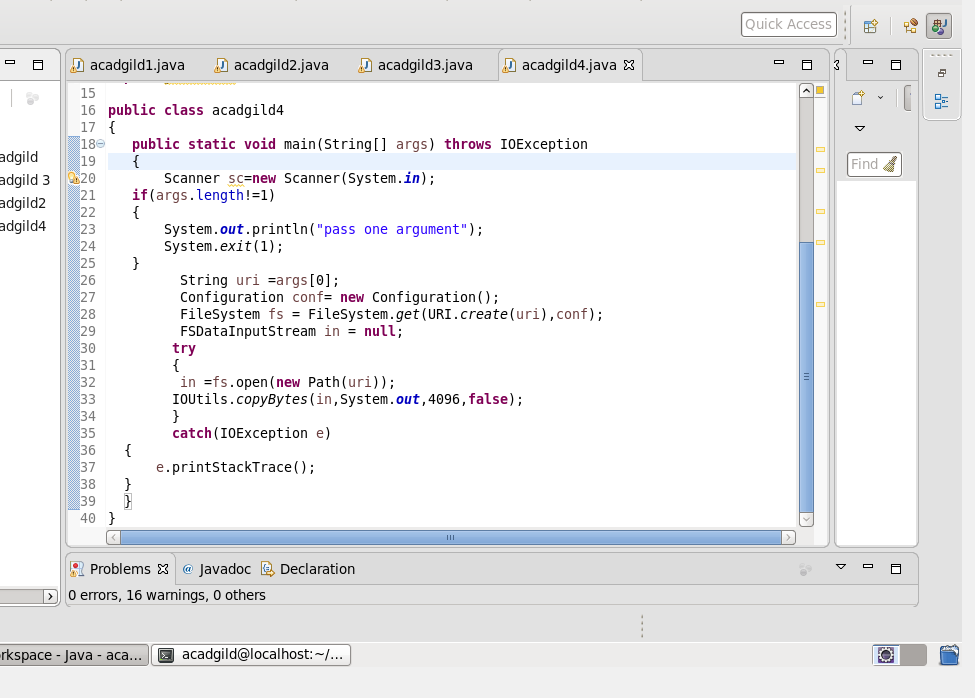 Quick Access
acadgild1.java acadgild2.java acadgild3.java acadgild4.java
15
16 public class acadgild4
17 {
18 public static void main(String[] args) throws IOException
19 {
20 Scanner sc=new Scanner(System.in);
21 if(args.length!=1)
22 {
23 System.out.println("pass one argument");
24 System.exit(1);
25 }
26 String uri =args[0];
27 Configuration conf= new Configuration();
28 FileSystem fs = FileSystem.get(URI.create(uri),conf);
29 FSDataInputStream in = null;
30 try
31 {
32 in =fs.open(new Path(uri));
33 IOUtils.copyBytes(in,System.out,4096,false);
34 }
35 catch(IOException e)
36 {
37 e.printStackTrace();
38 }
39 }
40 }
adgild
adgild 3
adgild2
adgild4
Find
Problems Javadoc Declaration
0 errors, 16 warnings, 0 others
rkspace - Java - aca... acadgild@localhost:~/...